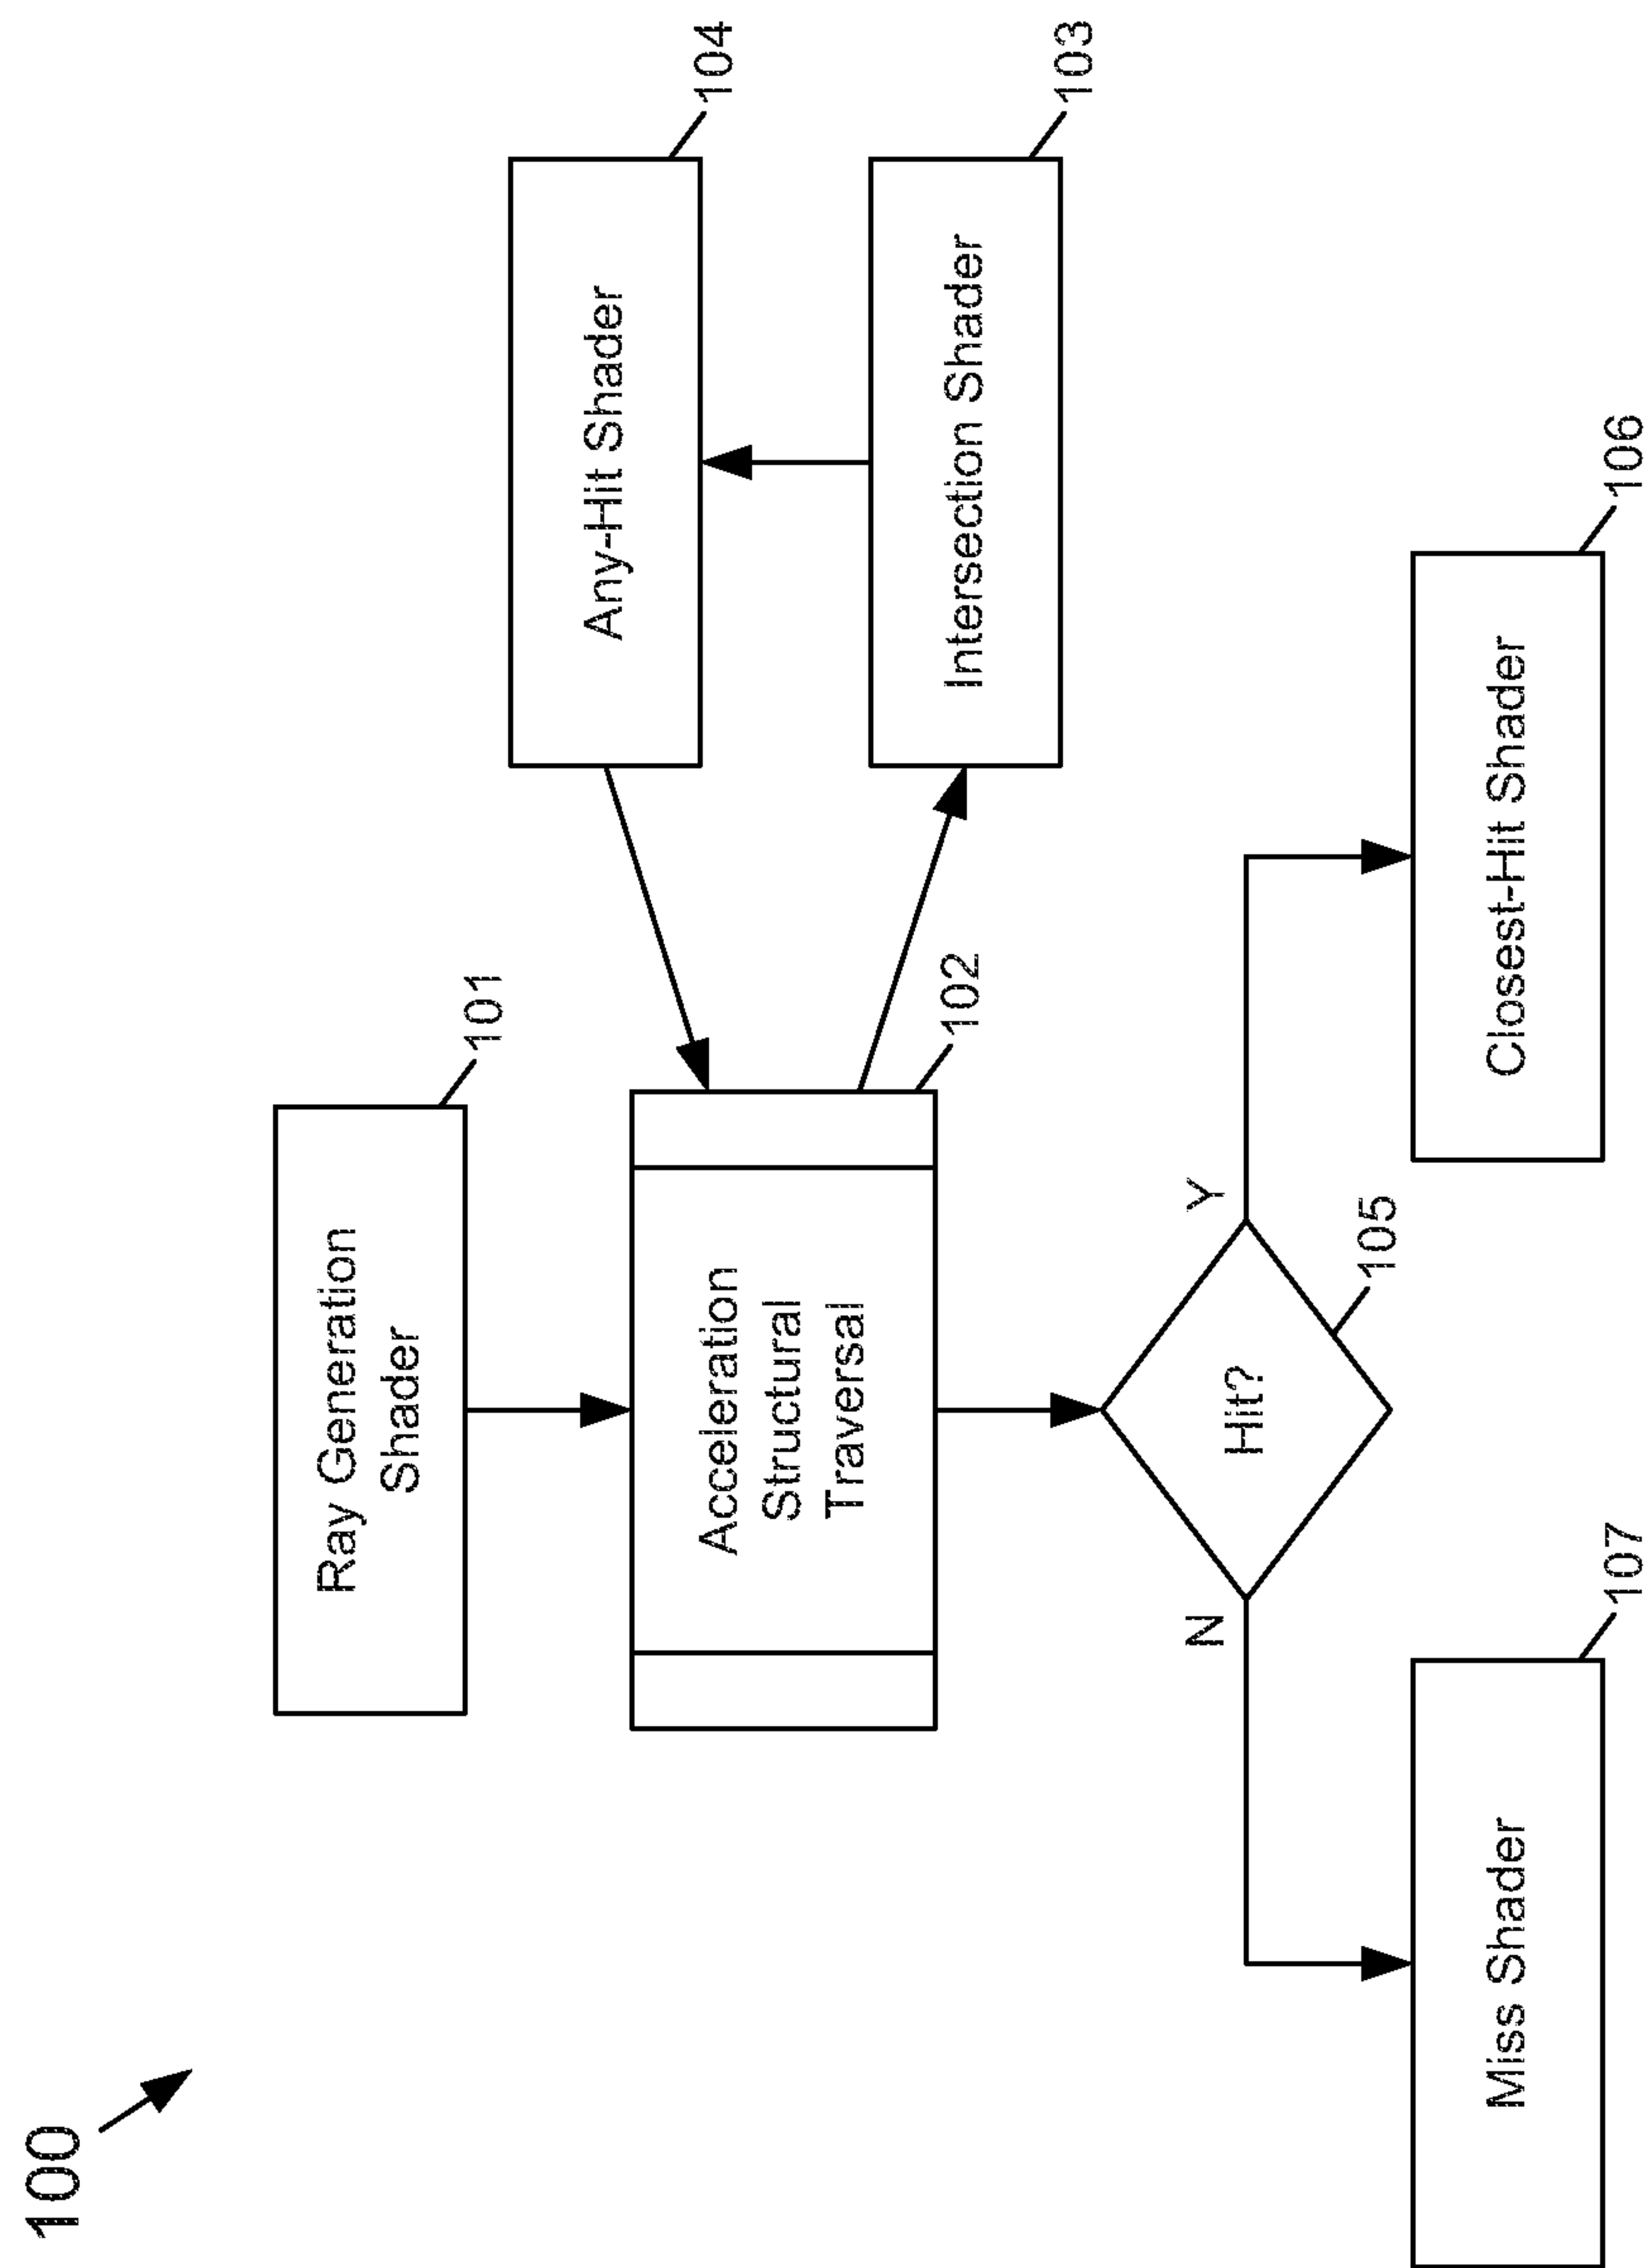 100
Ray Generation
Shader
101
Acceleration
Structural
Traversal
102
Any-Hit Shader
104
Intersection Shader
103
Hit?
105
N
Y
Miss Shader
107
Closest-Hit Shader
106